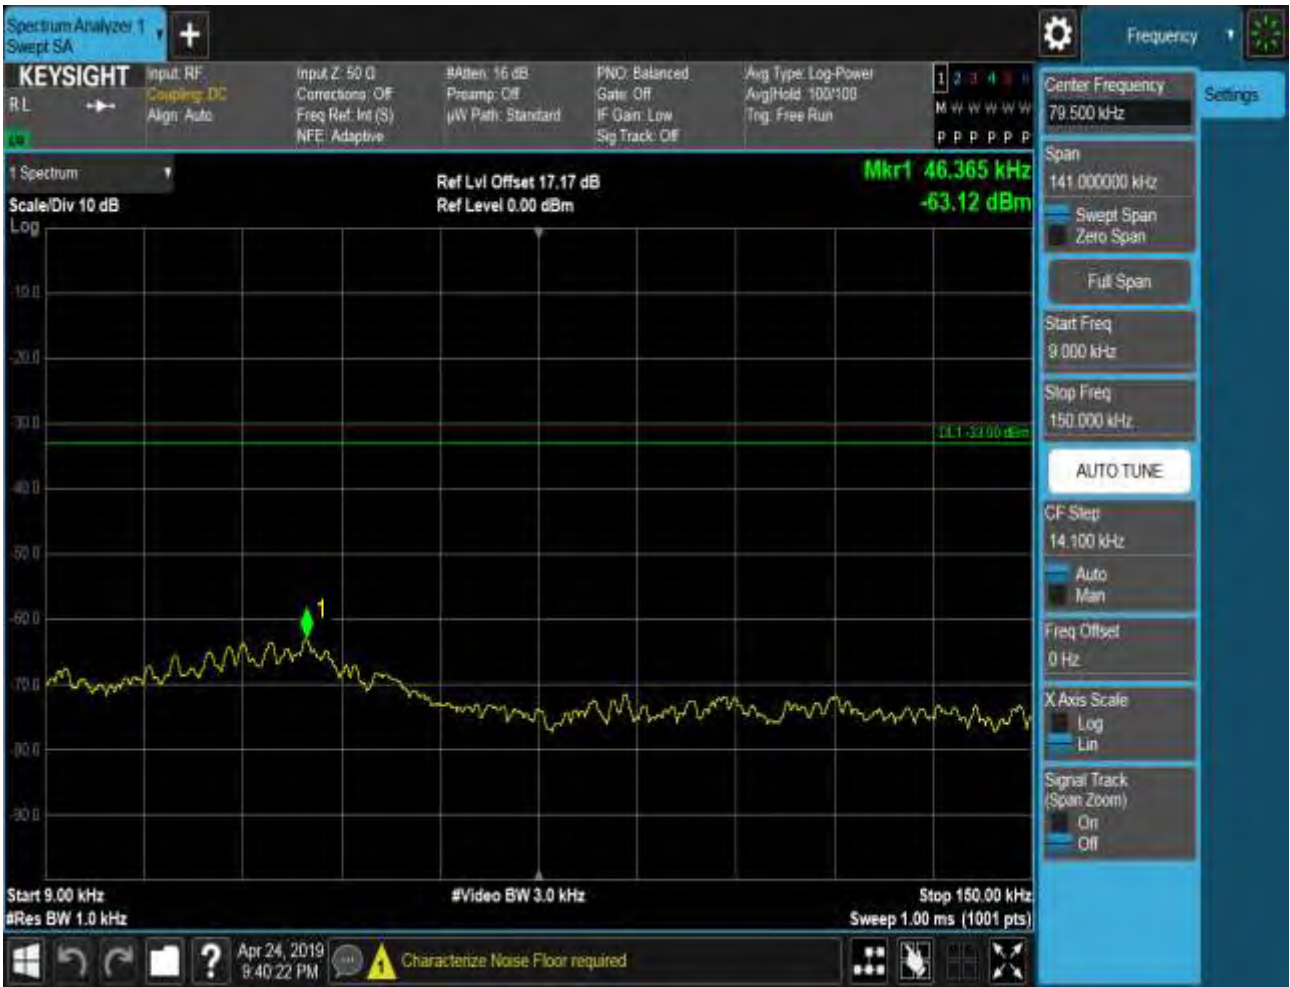 Spectrum Analyzer 1
Swept SA
+
Frequency
KEYSIGHT
RL
Input: RF
Coupling: DC
Align: Auto
Input Z: 50 Ω
Corrections: Off
Freq Ref: Int (S)
NFE: Adaptive
#Atten: 16 dB
Preamp: Off
µW Path: Standard
PNO: Balanced
Gate: Off
IF Gain: Low
Sig Track: Off
Avg Type: Log-Power
Avg|Hold: 100/100
Trig: Free Run
1 2 3 4 5 6
M W W W W W
P P P P P P
1 Spectrum
Scale/Div 10 dB
Log
Ref Lvl Offset 17.17 dB
Ref Level 0.00 dBm
Mkr1 46.365 kHz
-63.12 dBm
-10.0
-20.0
-30.0
DL1 -33.00 dBm
-40.0
-50.0
-60.0
1
-70.0
-80.0
-90.0
Start 9.00 kHz
#Res BW 1.0 kHz
#Video BW 3.0 kHz
Stop 150.00 kHz
Sweep 1.00 ms (1001 pts)
Center Frequency
79.500 kHz
Settings
Span
141.000000 kHz
Swept Span
Zero Span
Full Span
Start Freq
9.000 kHz
Stop Freq
150.000 kHz
AUTO TUNE
CF Step
14.100 kHz
Auto
Man
Freq Offset
0 Hz
X Axis Scale
Log
Lin
Signal Track
(Span Zoom)
On
Off
?
Apr 24, 2019
9:40:22 PM
1
Characterize Noise Floor required